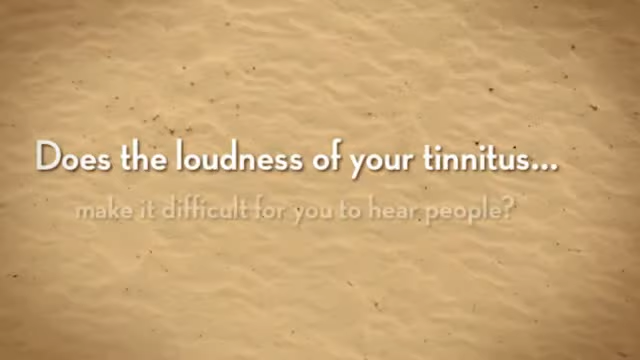 Does the loudness of your tinnitus...
make it difficult for you to hear people?